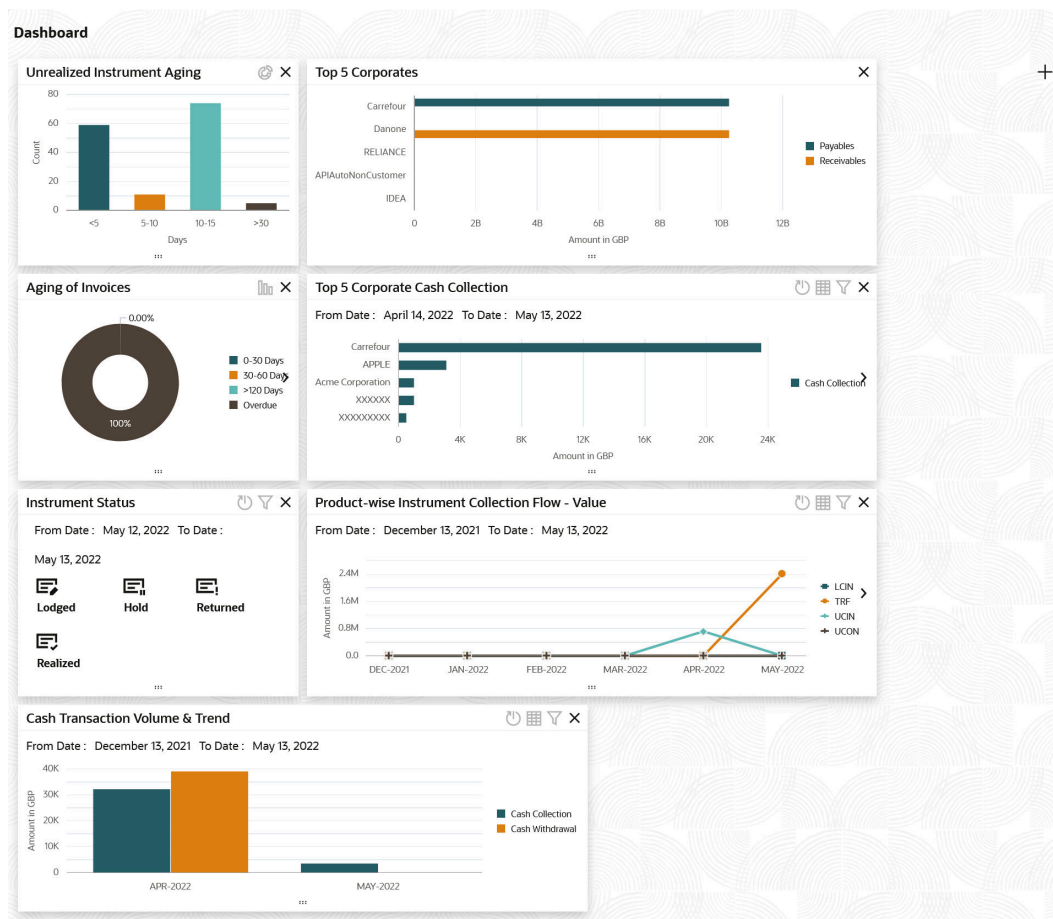 Dashboard
Unrealized Instrument Aging
80
60
40
20
0
Count
<5 5-10 10-15 >30
Days
Top 5 Corporates
Carrefour
Danone
RELIANCE
APIAutoNonCustomer
IDEA
0 2B 4B 6B 8B 10B 12B
Amount in GBP
Payables
Receivables
Aging of Invoices
0.00%
100%
0-30 Days
30-60 Days
>120 Days
Overdue
Top 5 Corporate Cash Collection
From Date : April 14, 2022 To Date : May 13, 2022
Carrefour
APPLE
Acme Corporation
XXXXXX
XXXXXXXXX
0 4K 8K 12K 16K 20K 24K
Amount in GBP
Cash Collection
Instrument Status
From Date : May 12, 2022 To Date :
May 13, 2022
Lodged Hold Returned
Realized
Product-wise Instrument Collection Flow - Value
From Date : December 13, 2021 To Date : May 13, 2022
2.4M
1.6M
0.8M
0.0
Amount in GBP
DEC-2021 JAN-2022 FEB-2022 MAR-2022 APR-2022 MAY-2022
LCIN
TRF
UCIN
UCON
Cash Transaction Volume & Trend
From Date : December 13, 2021 To Date : May 13, 2022
40K
30K
20K
10K
0
Amount in GBP
APR-2022 MAY-2022
Cash Collection
Cash Withdrawal